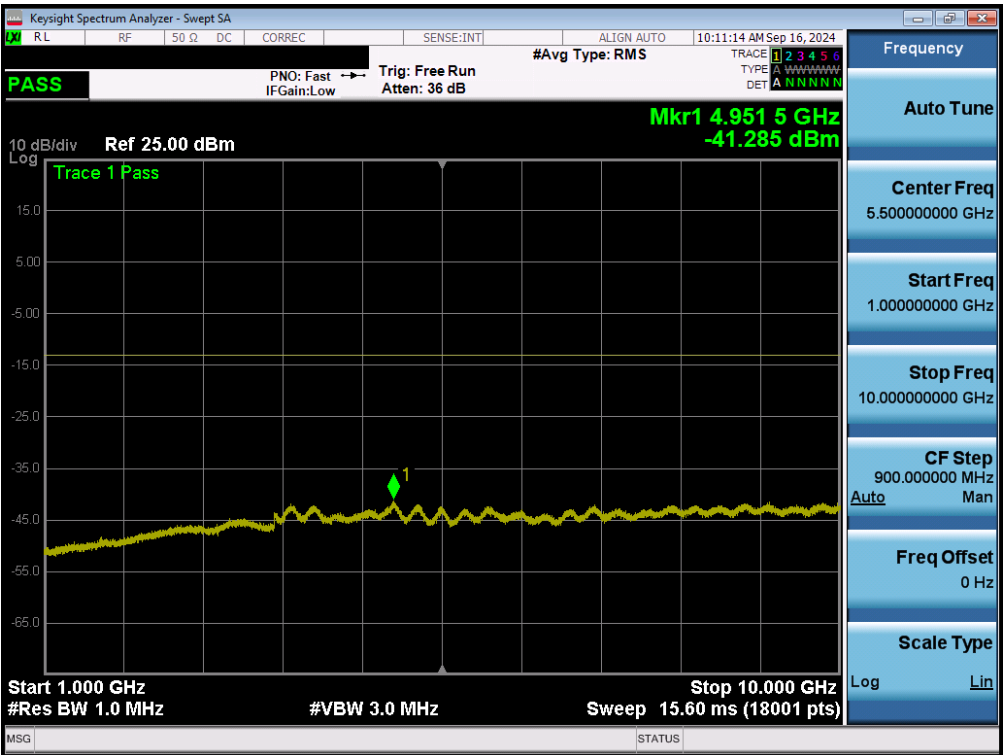 Keysight Spectrum Analyzer - Swept SA
LXI RL RF 50 Ω DC CORREC SENSE:INT ALIGN AUTO 10:11:14 AM Sep 16, 2024
PASS
PNO: Fast
IFGain:Low
Trig: Free Run
Atten: 36 dB
#Avg Type: RMS
TRACE 1 2 3 4 5 6
TYPE A WWWWW
DET A N N N N N
Mkr1 4.951 5 GHz
-41.285 dBm
10 dB/div Ref 25.00 dBm
Log
Trace 1 Pass
15.0
5.00
-5.00
-15.0
-25.0
-35.0
1
-45.0
-55.0
-65.0
Start 1.000 GHz Stop 10.000 GHz
#Res BW 1.0 MHz #VBW 3.0 MHz Sweep 15.60 ms (18001 pts)
MSG STATUS
Frequency
Auto Tune
Center Freq
5.500000000 GHz
Start Freq
1.000000000 GHz
Stop Freq
10.000000000 GHz
CF Step
900.000000 MHz
Auto Man
Freq Offset
0 Hz
Scale Type
Log Lin